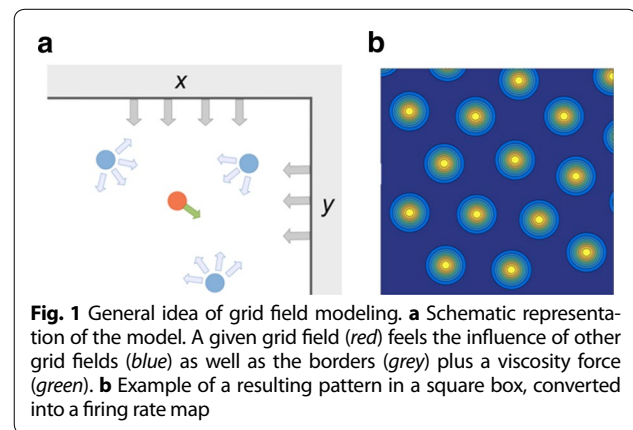 a
b
x
y
Fig. 1 General idea of grid field modeling. a Schematic representa-
tion of the model. A given grid field (red) feels the influence of other
grid fields (blue) as well as the borders (grey) plus a viscosity force
(green). b Example of a resulting pattern in a square box, converted
into a firing rate map